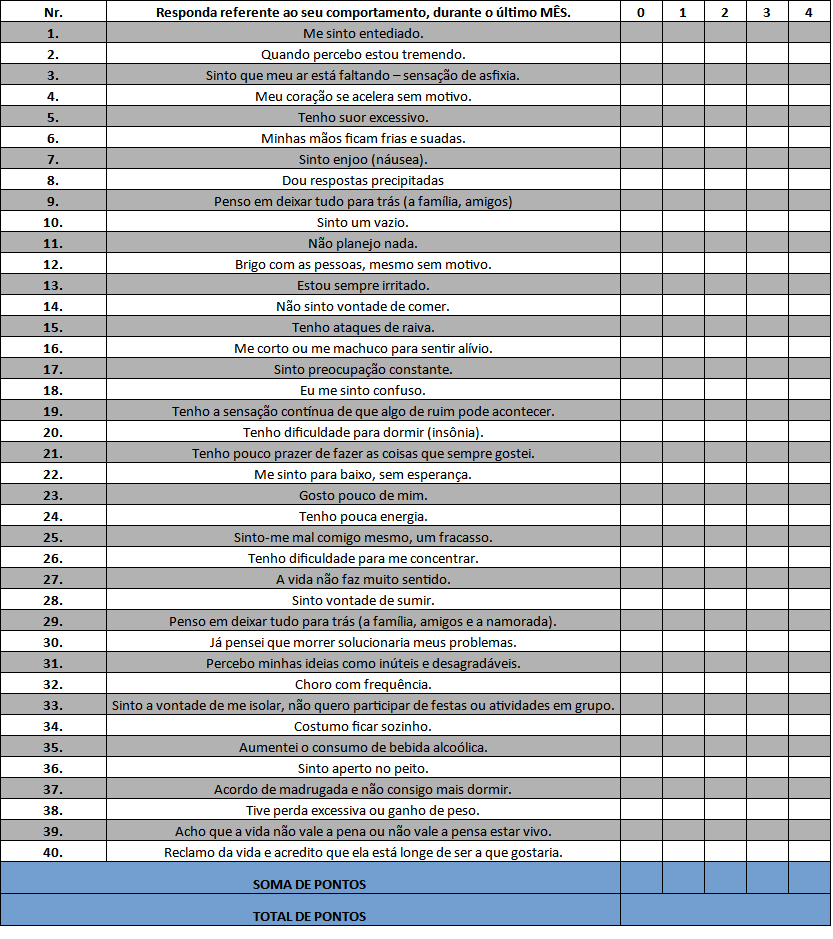 Nr. Responda referente ao seu comportamento, durante o último MÊS. 0 1 2 3 4
1. Me sinto entediado.
2. Quando percebo estou tremendo.
3. Sinto que meu ar está faltando – sensação de asfixia.
4. Meu coração se acelera sem motivo.
5. Tenho suor excessivo.
6. Minhas mãos ficam frias e suadas.
7. Sinto enjoo (náusea).
8. Dou respostas precipitadas
9. Penso em deixar tudo para trás (a família, amigos)
10. Sinto um vazio.
11. Não planejo nada.
12. Brigo com as pessoas, mesmo sem motivo.
13. Estou sempre irritado.
14. Não sinto vontade de comer.
15. Tenho ataques de raiva.
16. Me corto ou me machuco para sentir alívio.
17. Sinto preocupação constante.
18. Eu me sinto confuso.
19. Tenho a sensação contínua de que algo de ruim pode acontecer.
20. Tenho dificuldade para dormir (insônia).
21. Tenho pouco prazer de fazer as coisas que sempre gostei.
22. Me sinto para baixo, sem esperança.
23. Gosto pouco de mim.
24. Tenho pouca energia.
25. Sinto-me mal comigo mesmo, um fracasso.
26. Tenho dificuldade para me concentrar.
27. A vida não faz muito sentido.
28. Sinto vontade de sumir.
29. Penso em deixar tudo para trás (a família, amigos e a namorada).
30. Já pensei que morrer solucionaria meus problemas.
31. Percebo minhas ideias como inúteis e desagradáveis.
32. Choro com frequência.
33. Sinto a vontade de me isolar, não quero participar de festas ou atividades em grupo.
34. Costumo ficar sozinho.
35. Aumentei o consumo de bebida alcoólica.
36. Sinto aperto no peito.
37. Acordo de madrugada e não consigo mais dormir.
38. Tive perda excessiva ou ganho de peso.
39. Acho que a vida não vale a pena ou não vale a pensa estar vivo.
40. Reclamo da vida e acredito que ela está longe de ser a que gostaria.
SOMA DE PONTOS
TOTAL DE PONTOS